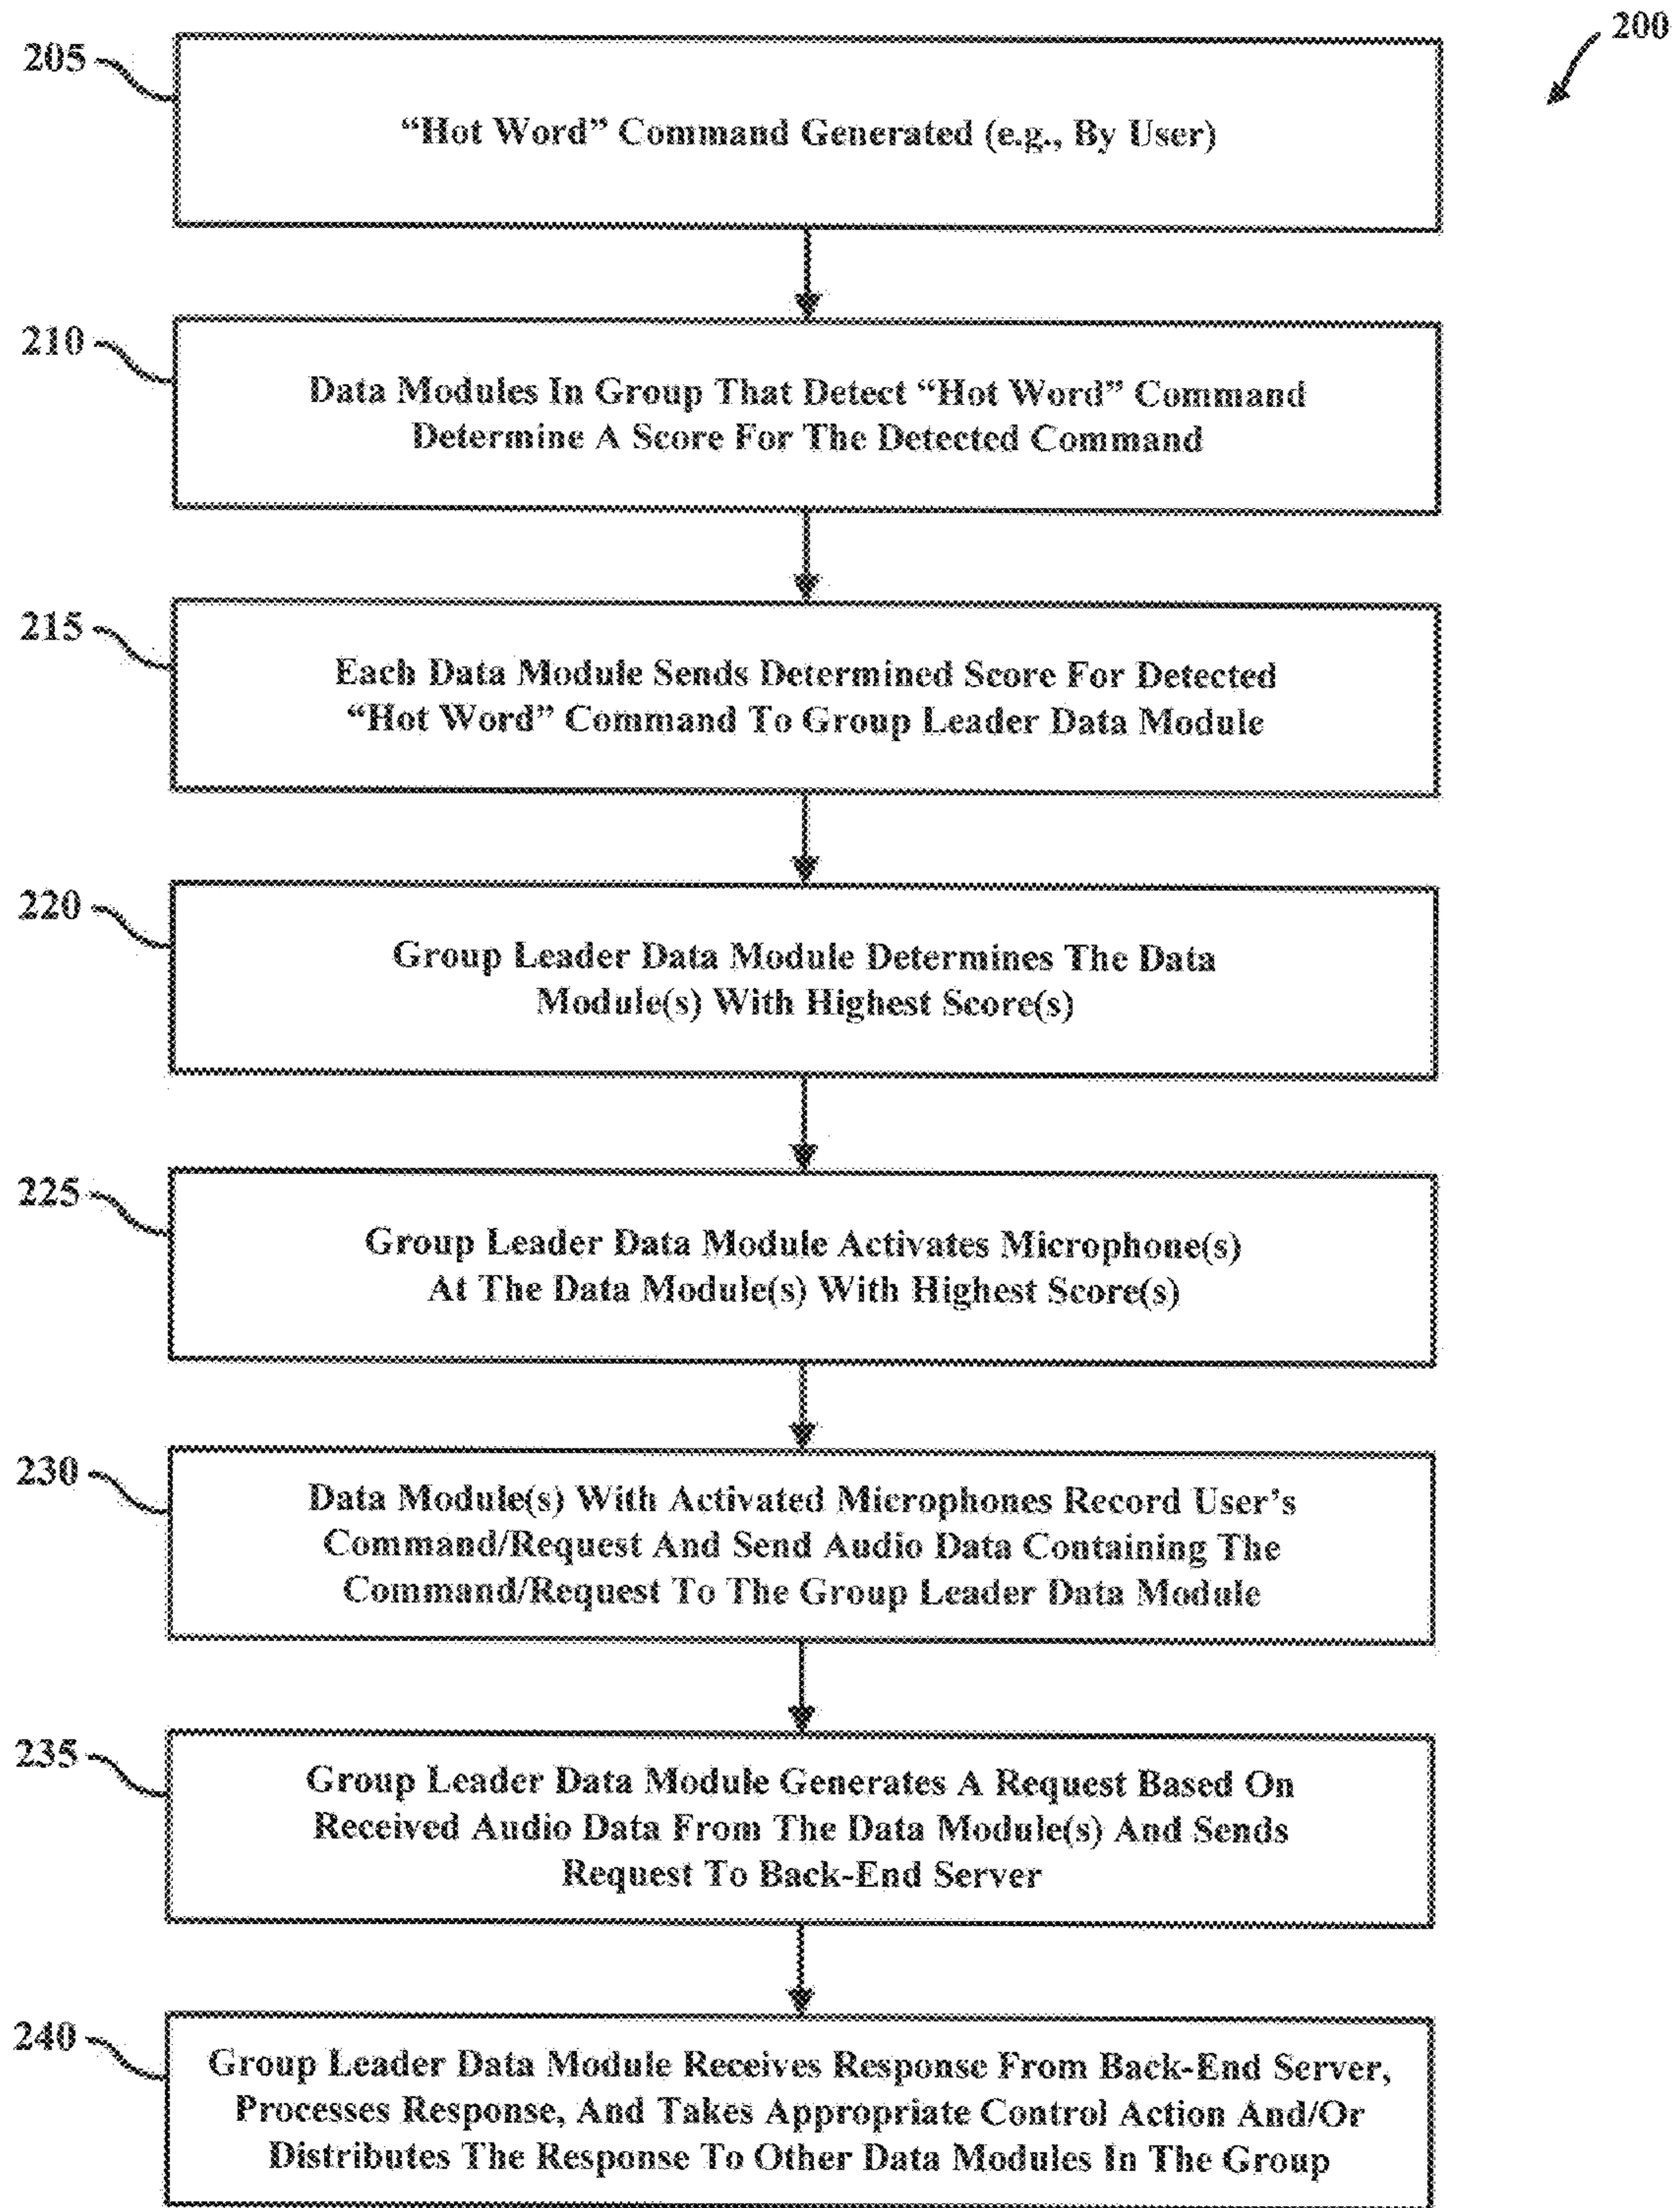 200
205
“Hot Word” Command Generated (e.g., By User)
210
Data Modules In Group That Detect “Hot Word” Command
Determine A Score For The Detected Command
215
Each Data Module Sends Determined Score For Detected
“Hot Word” Command To Group Leader Data Module
220
Group Leader Data Module Determines The Data
Module(s) With Highest Score(s)
225
Group Leader Data Module Activates Microphone(s)
At The Data Module(s) With Highest Score(s)
230
Data Module(s) With Activated Microphones Record User’s
Command/Request And Send Audio Data Containing The
Command/Request To The Group Leader Data Module
235
Group Leader Data Module Generates A Request Based On
Received Audio Data From The Data Module(s) And Sends
Request To Back-End Server
240
Group Leader Data Module Receives Response From Back-End Server,
Processes Response, And Takes Appropriate Control Action And/Or
Distributes The Response To Other Data Modules In The Group